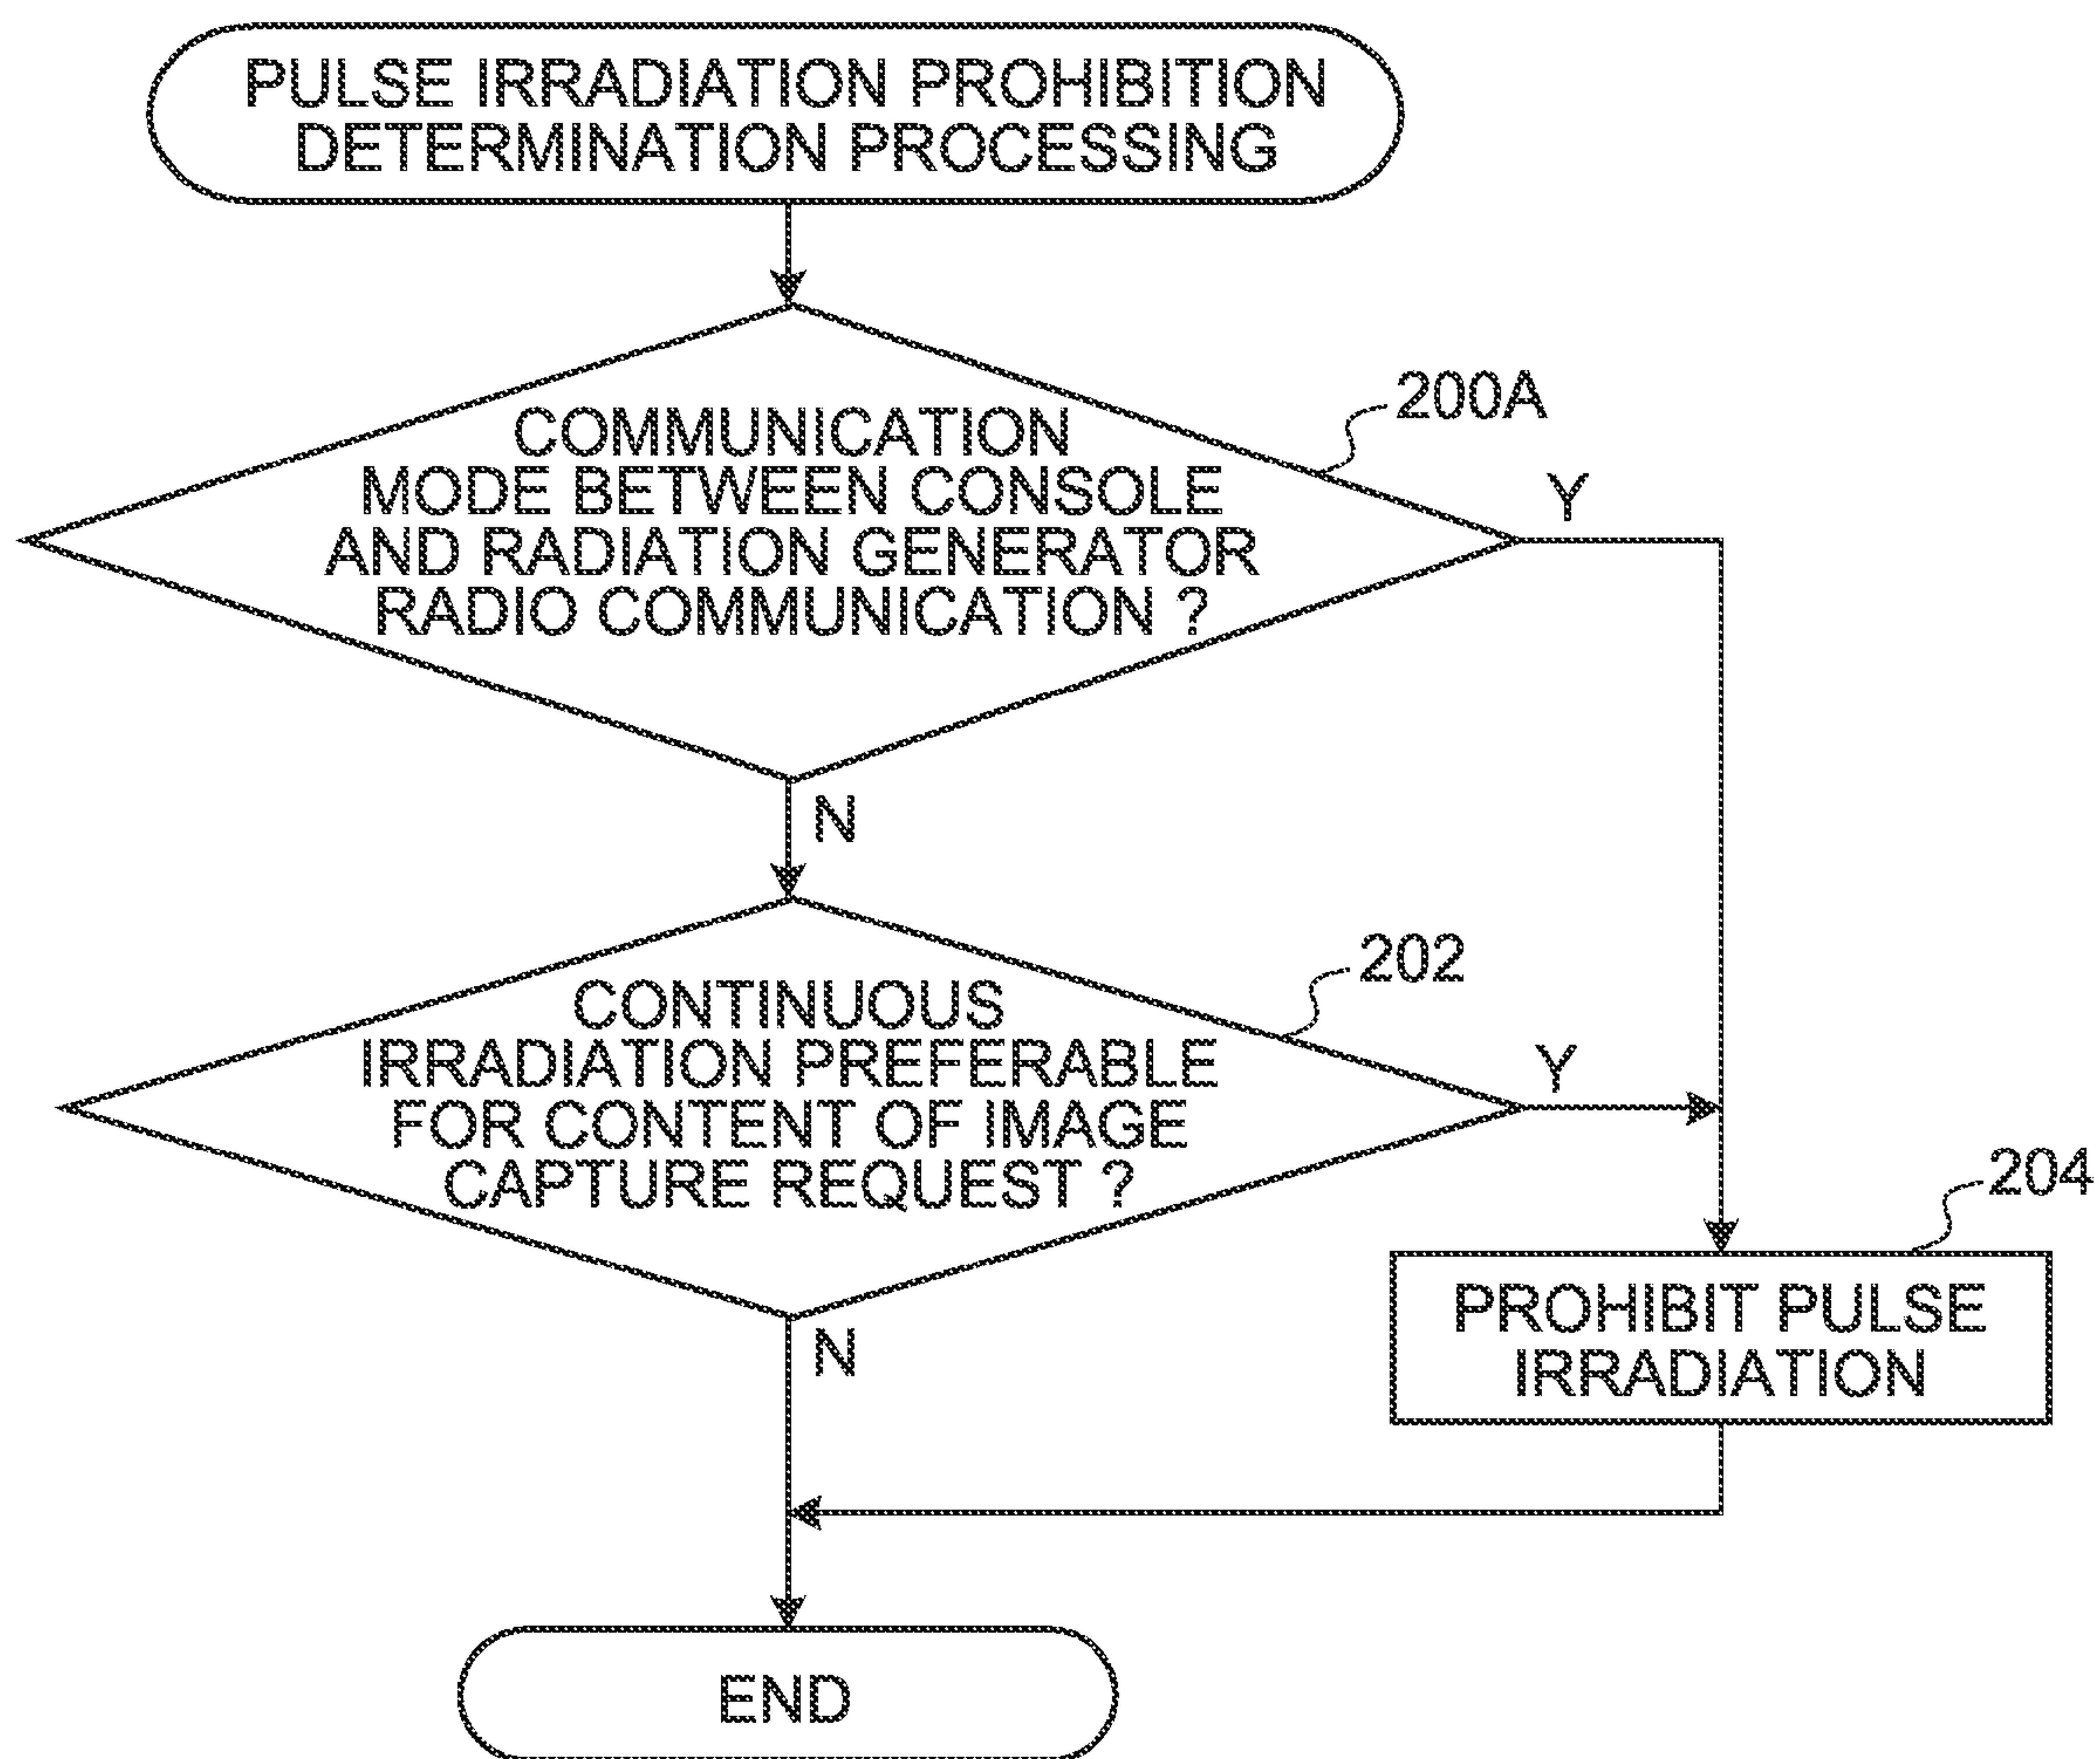 PULSE IRRADIATION PROHIBITION
DETERMINATION PROCESSING
200A
COMMUNICATION
MODE BETWEEN CONSOLE
AND RADIATION GENERATOR
RADIO COMMUNICATION ?
Y
N
202
CONTINUOUS
IRRADIATION PREFERABLE
FOR CONTENT OF IMAGE
CAPTURE REQUEST ?
Y
N
204
PROHIBIT PULSE
IRRADIATION
END